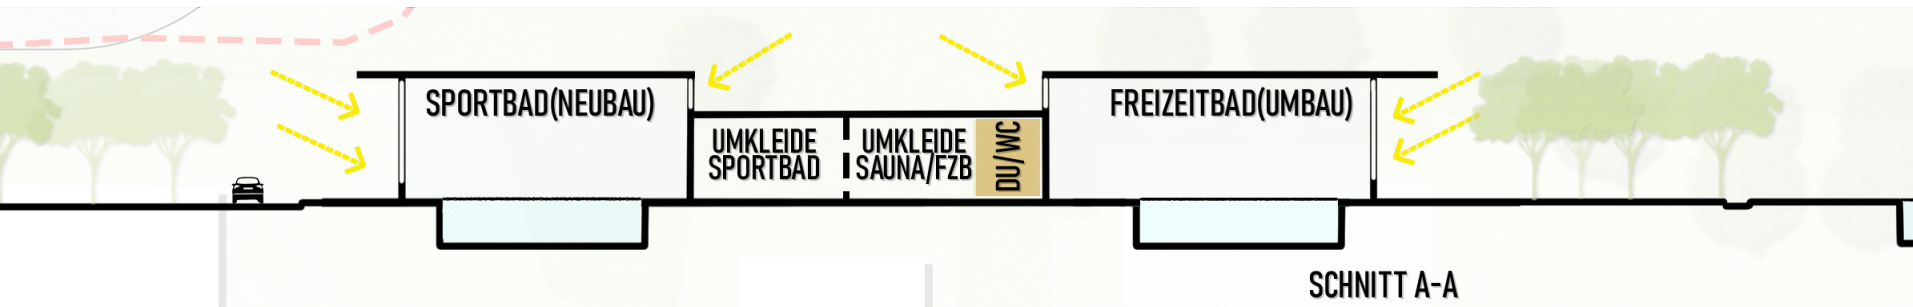 SPORTBAD(NEUBAU)
FREIZEITBAD(UMBAU)
UMKLEIDE
SPORTBAD
UMKLEIDE
SAUNA/FZB
DU/WC
SCHNITT A-A